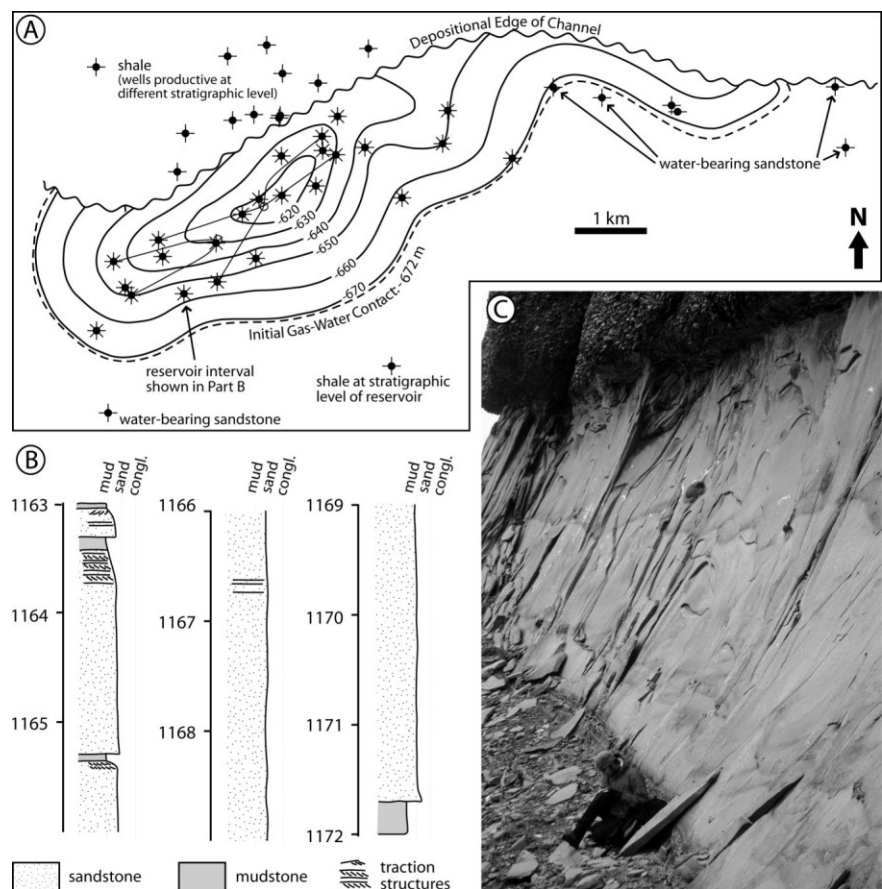 A
Depositional Edge of Channel
shale
(wells productive at
different stratigraphic level)
water-bearing sandstone
1 km
N
-620
-630
-640
-650
-660
-670
Initial Gas-Water Contact - 672 m
reservoir interval
shown in Part B
shale at stratigraphic
level of reservoir
water-bearing sandstone
B
mud
sand
congl.
1163
1164
1165
mud
sand
congl.
1166
1167
1168
mud
sand
congl.
1169
1170
1171
1172
sandstone
mudstone
traction
structures
C